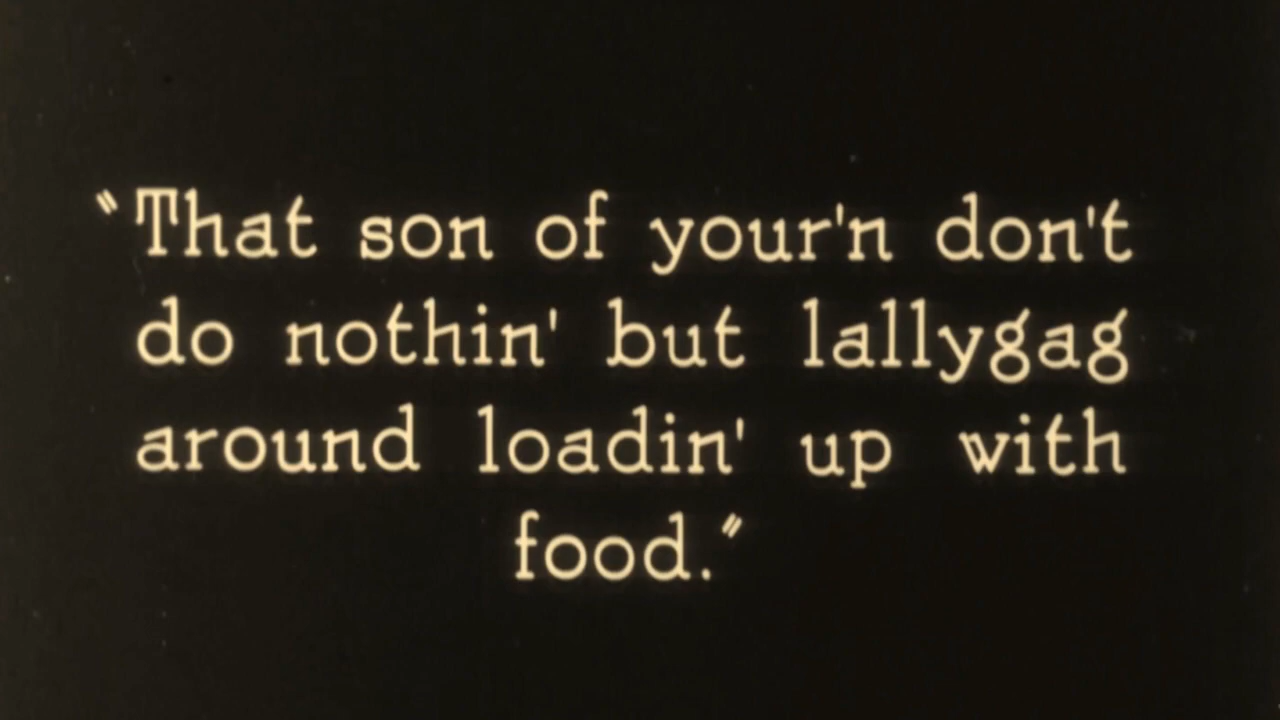 "That son of your'n don't
do nothin' but lallygag
around loadin' up with
food."